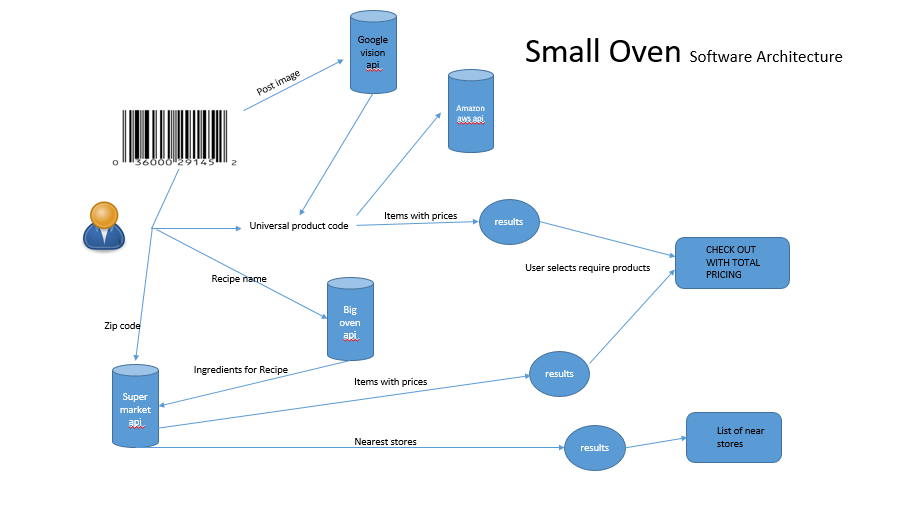 Google
vision
api
Small Oven Software Architecture
Post image
Amazon
aws api
0 36000 29145 2
Items with prices
results
Universal product code
CHECK OUT
WITH TOTAL
PRICING
User selects require products
Recipe name
Big
oven
api
Zip code
Ingredients for Recipe
Items with prices
results
Super
market
api
Nearest stores
results
List of near
stores